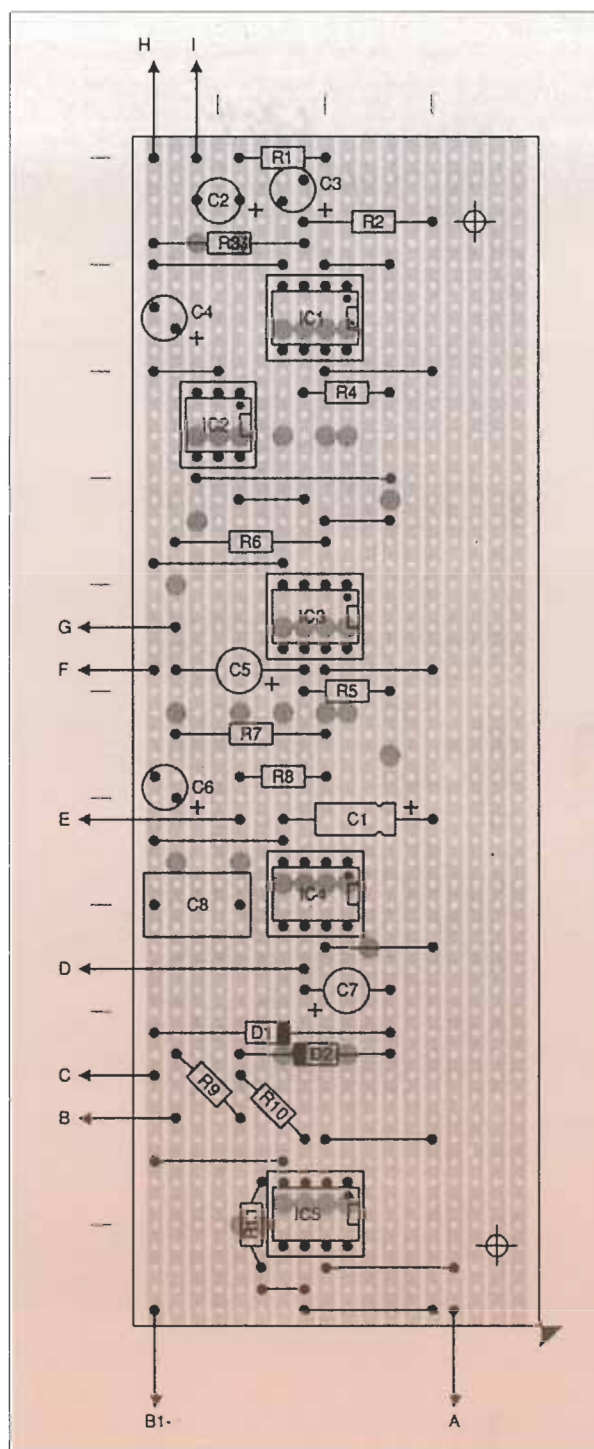 H I
R1
C2 + C3 +
R2
R3
C4 +
IC1
R4
IC2
R6
G
IC3
F
C5 +
R5
R7
C6 +
R8
E
C1 +
C8
IC4
D
C7 +
D1
D2
C
R9 R10
B
R11
IC5
B1- A